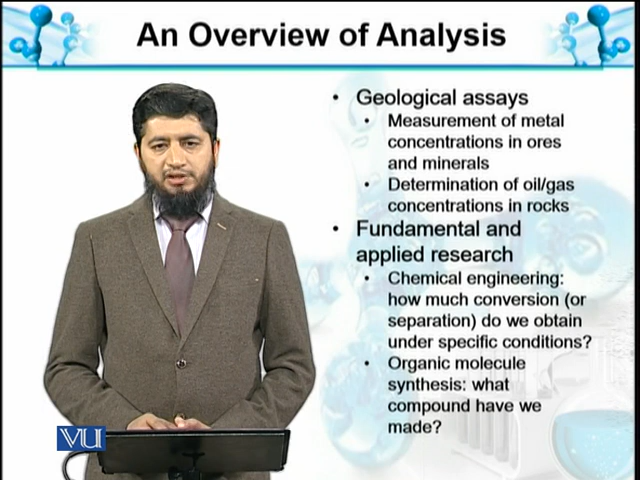 An Overview of Analysis
• Geological assays
• Measurement of metal
concentrations in ores
and minerals
• Determination of oil/gas
concentrations in rocks
• Fundamental and
applied research
• Chemical engineering:
how much conversion (or
separation) do we obtain
under specific conditions?
• Organic molecule
synthesis: what
compound have we
made?
VU